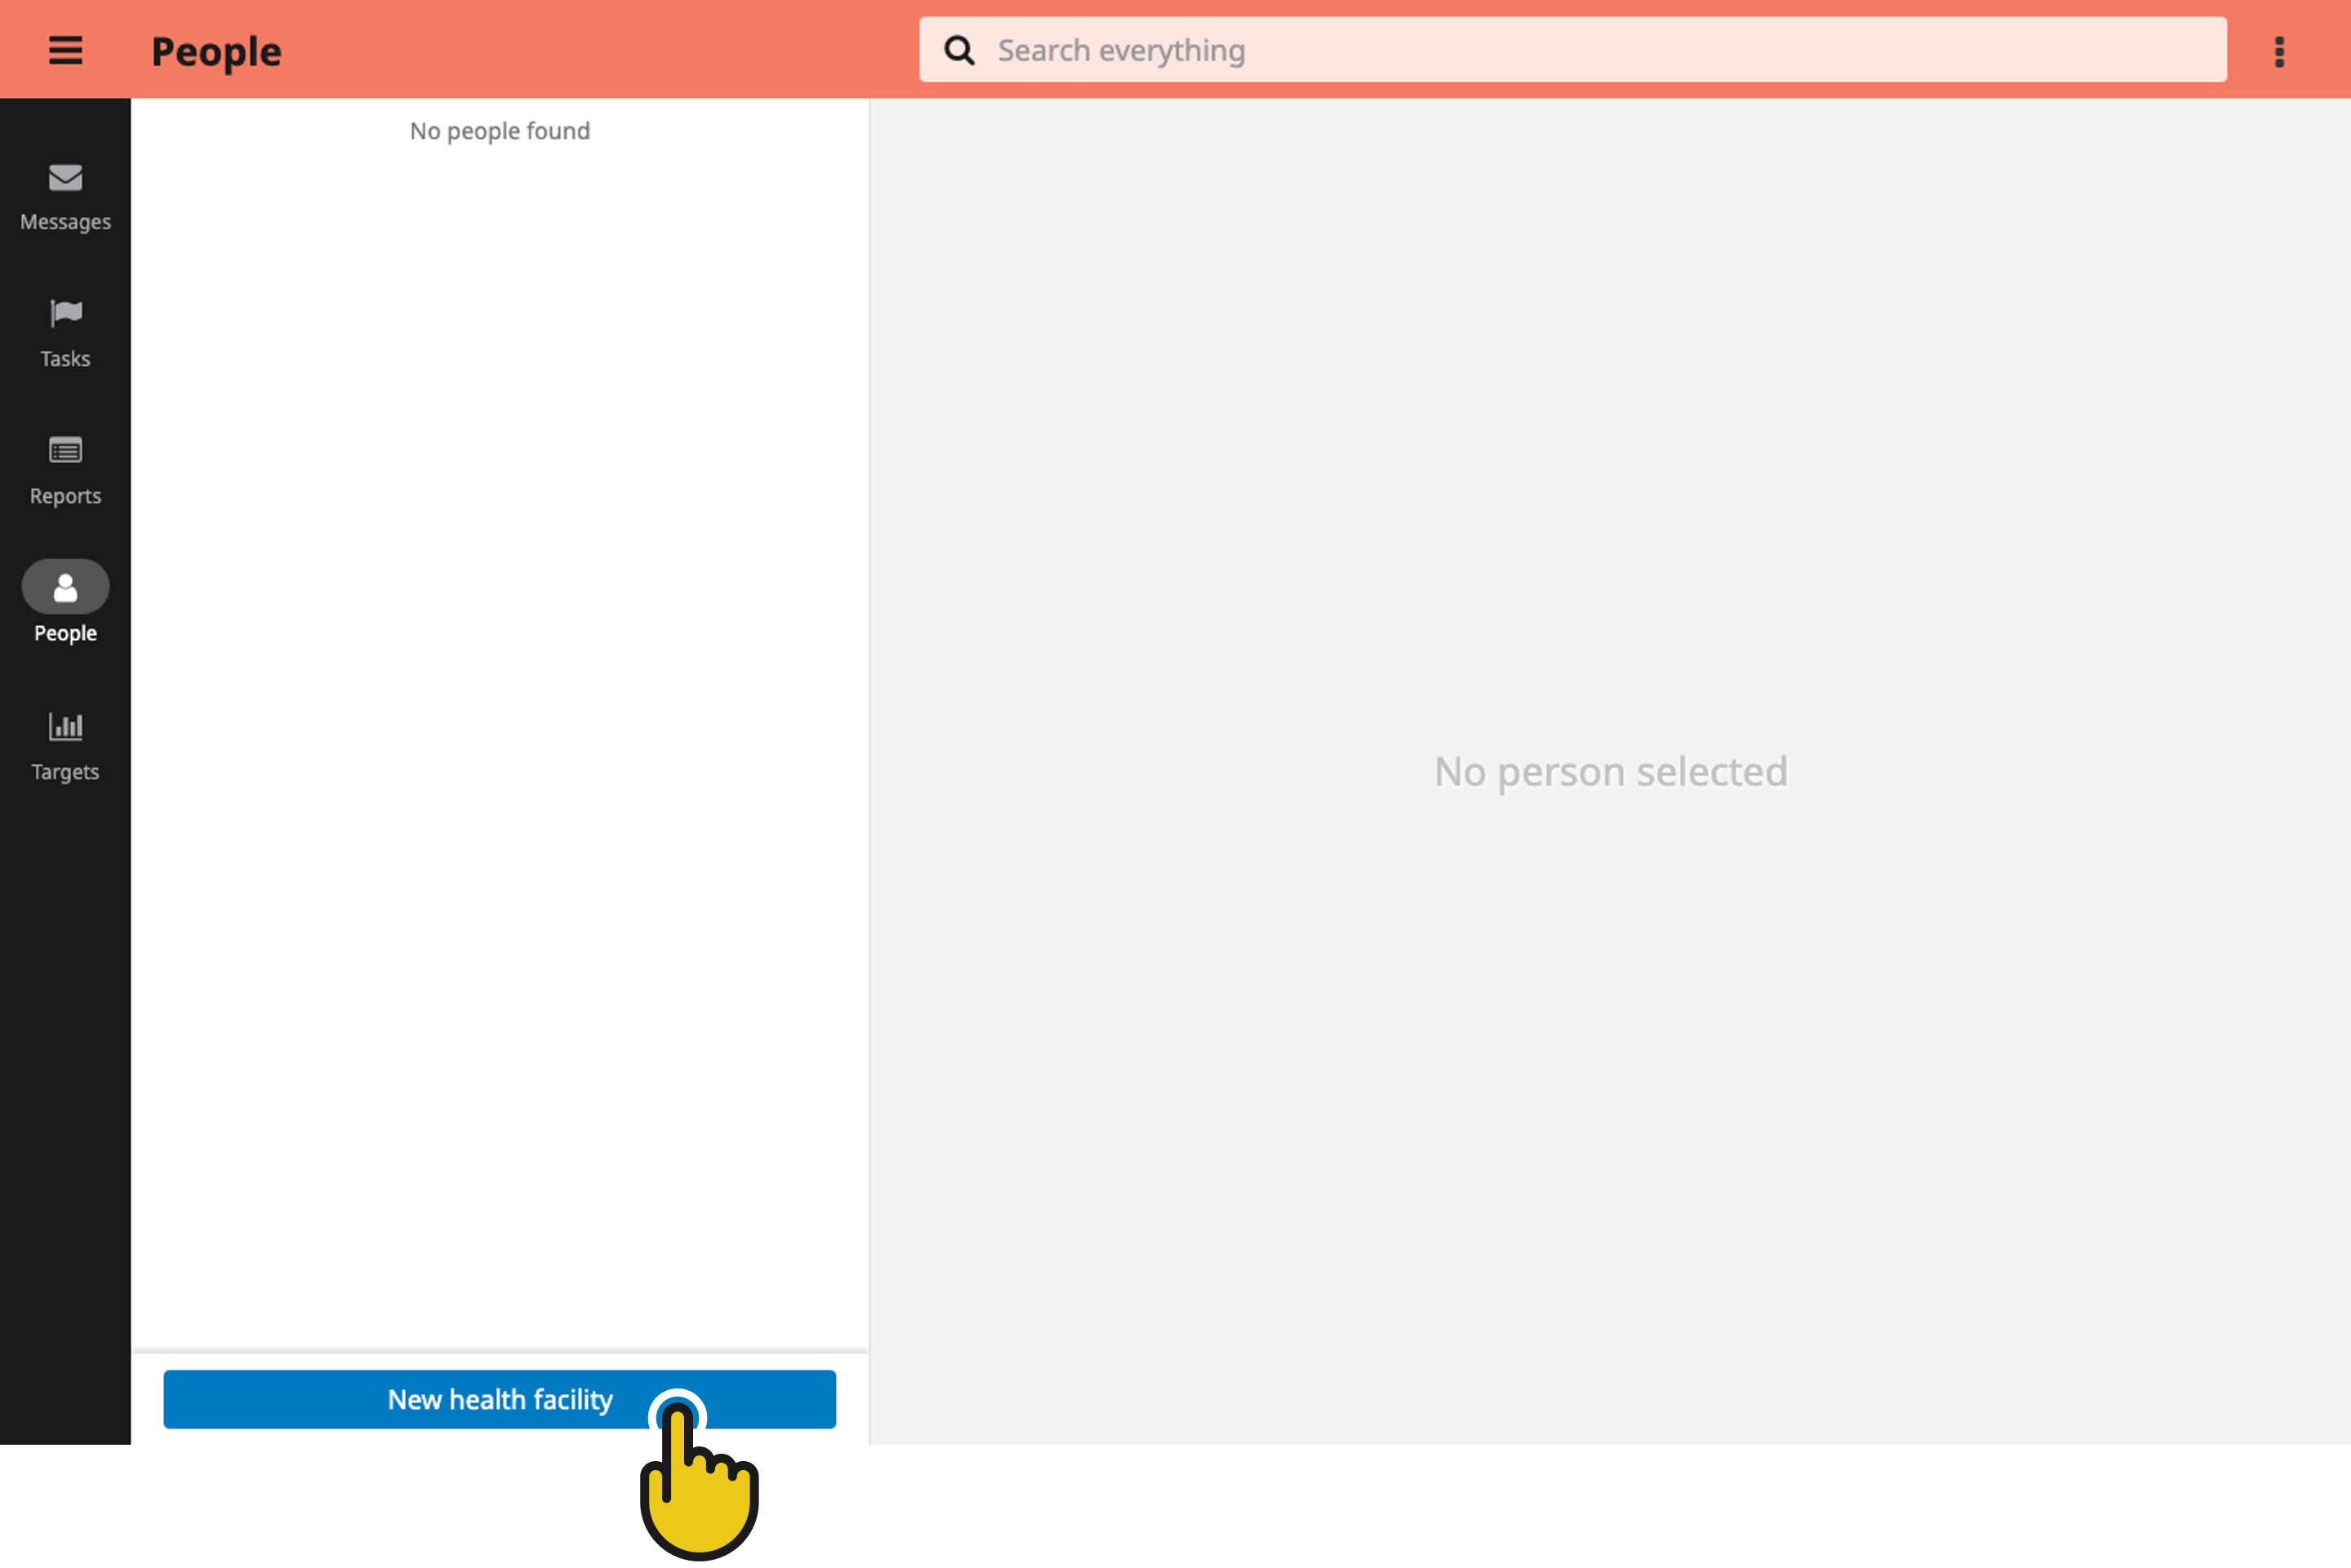 People
Search everything
No people found
Messages
Tasks
Reports
People
Targets
No person selected
New health facility